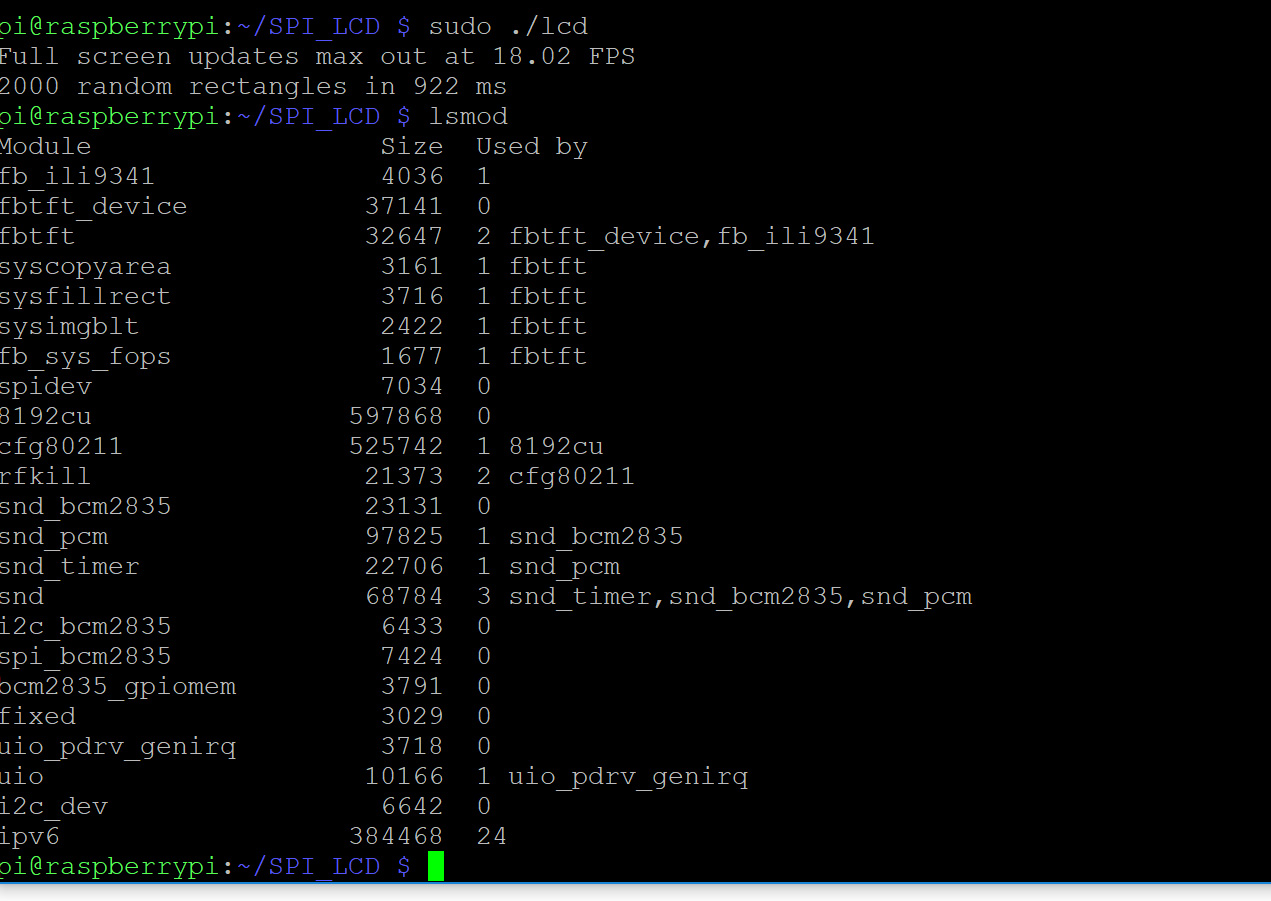 pi@raspberrypi:~/SPI_LCD $ sudo ./lcd
Full screen updates max out at 18.02 FPS
2000 random rectangles in 922 ms
pi@raspberrypi:~/SPI_LCD $ lsmod
Module                  Size  Used by
fb_ili9341              4036  1
fbtft_device           37141  0
fbtft                  32647  2 fbtft_device,fb_ili9341
syscopyarea             3161  1 fbtft
sysfillrect             3716  1 fbtft
sysimgblt               2422  1 fbtft
fb_sys_fops             1677  1 fbtft
spidev                  7034  0
8192cu                597868  0
cfg80211              525742  1 8192cu
rfkill                 21373  2 cfg80211
snd_bcm2835            23131  0
snd_pcm                97825  1 snd_bcm2835
snd_timer              22706  1 snd_pcm
snd                    68784  3 snd_timer,snd_bcm2835,snd_pcm
i2c_bcm2835             6433  0
spi_bcm2835             7424  0
bcm2835_gpiomem         3791  0
fixed                   3029  0
uio_pdrv_genirq         3718  0
uio                    10166  1 uio_pdrv_genirq
i2c_dev                 6642  0
ipv6                  384468  24
pi@raspberrypi:~/SPI_LCD $